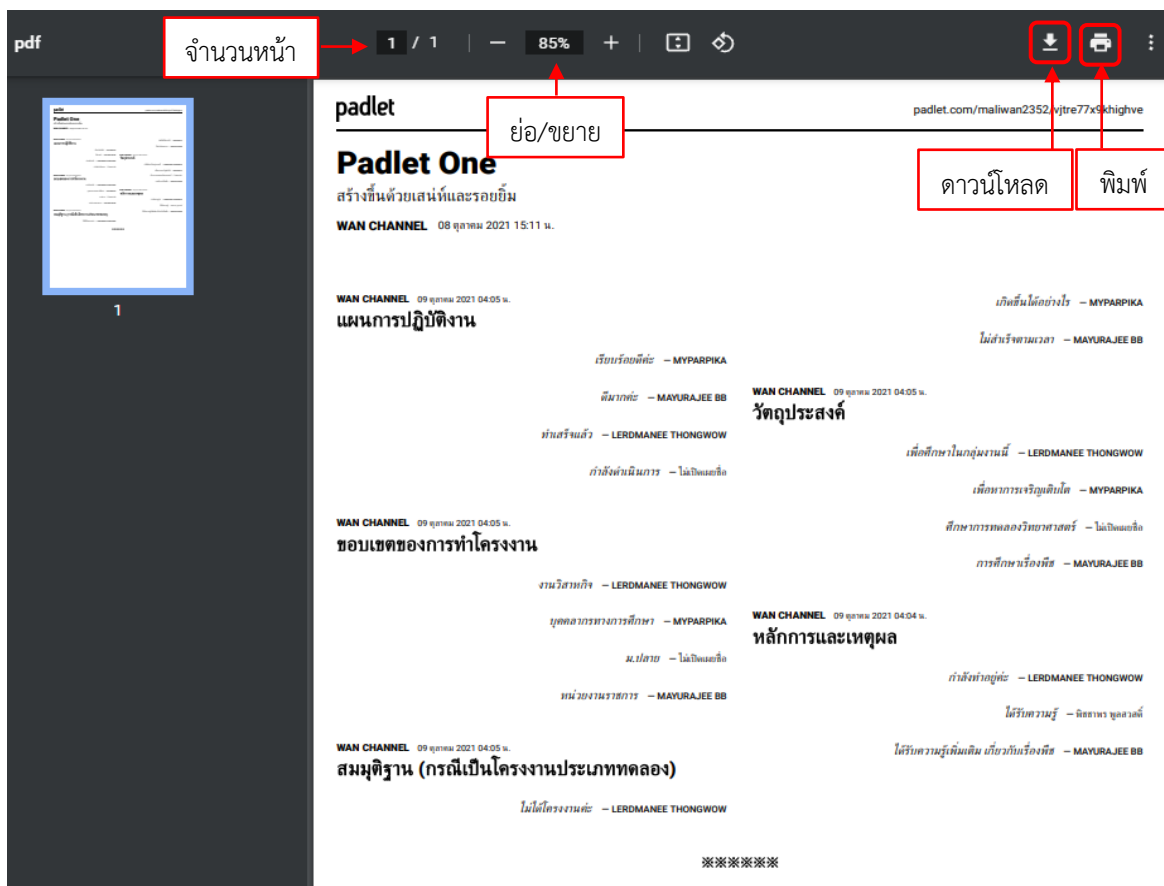 pdf
จำนวนหน้า
1 / 1
85%
ย่อ/ขยาย
ดาวน์โหลด
พิมพ์
1
padlet
padlet.com/maliwan2352/vjtre77x9khighve
Padlet One
สร้างขึ้นด้วยเสน่ห์และรอยยิ้ม
WAN CHANNEL 08 ตุลาคม 2021 15:11 น.
WAN CHANNEL 09 ตุลาคม 2021 04:05 น.
แผนการปฏิบัติงาน
เรียบร้อยดีค่ะ — MYPARPIKA
ดีมากค่ะ — MAYURAJEE BB
ทำเสร็จแล้ว — LERDMANEE THONGWOW
กำลังดำเนินการ — ไม่เปิดเผยชื่อ
WAN CHANNEL 09 ตุลาคม 2021 04:05 น.
ขอบเขตของการทำโครงงาน
งานวิสาหกิจ — LERDMANEE THONGWOW
บุคคลากรทางการศึกษา — MYPARPIKA
ม.ปลาย — ไม่เปิดเผยชื่อ
หน่วยงานราชการ — MAYURAJEE BB
WAN CHANNEL 09 ตุลาคม 2021 04:05 น.
สมมุติฐาน (กรณีเป็นโครงงานประเภททดลอง)
ไม่ได้โครงงานค่ะ — LERDMANEE THONGWOW
เกิดขึ้นได้อย่างไร — MYPARPIKA
ไม่สำเร็จตามเวลา — MAYURAJEE BB
WAN CHANNEL 09 ตุลาคม 2021 04:05 น.
วัตถุประสงค์
เพื่อศึกษาในกลุ่มงานนี้ — LERDMANEE THONGWOW
เพื่อหาการเจริญเติบโต — MYPARPIKA
ศึกษาการทดลองวิทยาศาสตร์ — ไม่เปิดเผยชื่อ
การศึกษาเรื่องพืช — MAYURAJEE BB
WAN CHANNEL 09 ตุลาคม 2021 04:04 น.
หลักการและเหตุผล
กำลังทำอยู่ค่ะ — LERDMANEE THONGWOW
ได้รับความรู้ — พิชชาพร พูลสวสดิ์
ได้รับความรู้เพิ่มเติม เกี่ยวกับเรื่องพืช — MAYURAJEE BB
※※※※※※